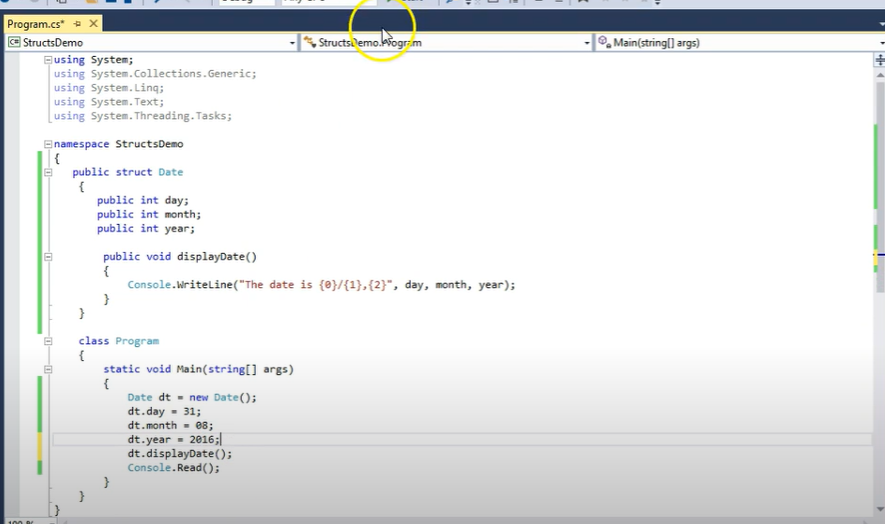 Program.cs*
StructsDemo
StructsDemo.Program
Main(string[] args)
using System;
using System.Collections.Generic;
using System.Linq;
using System.Text;
using System.Threading.Tasks;
namespace StructsDemo
{
public struct Date
{
public int day;
public int month;
public int year;
public void displayDate()
{
Console.WriteLine("The date is {0}/{1},{2}", day, month, year);
}
}
class Program
{
static void Main(string[] args)
{
Date dt = new Date();
dt.day = 31;
dt.month = 08;
dt.year = 2016;
dt.displayDate();
Console.Read();
}
}
}